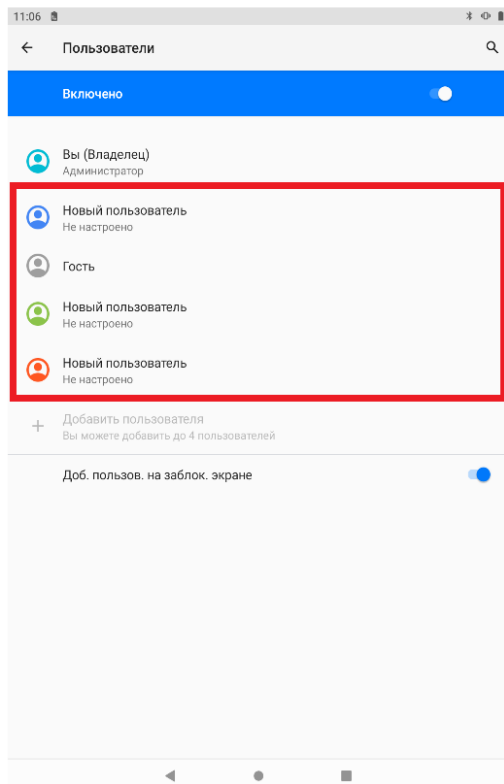 11:06
Пользователи
Включено
Вы (Владелец)
Администратор
Новый пользователь
Не настроено
Гость
Новый пользователь
Не настроено
Новый пользователь
Не настроено
Добавить пользователя
Вы можете добавить до 4 пользователей
Доб. пользов. на заблок. экране